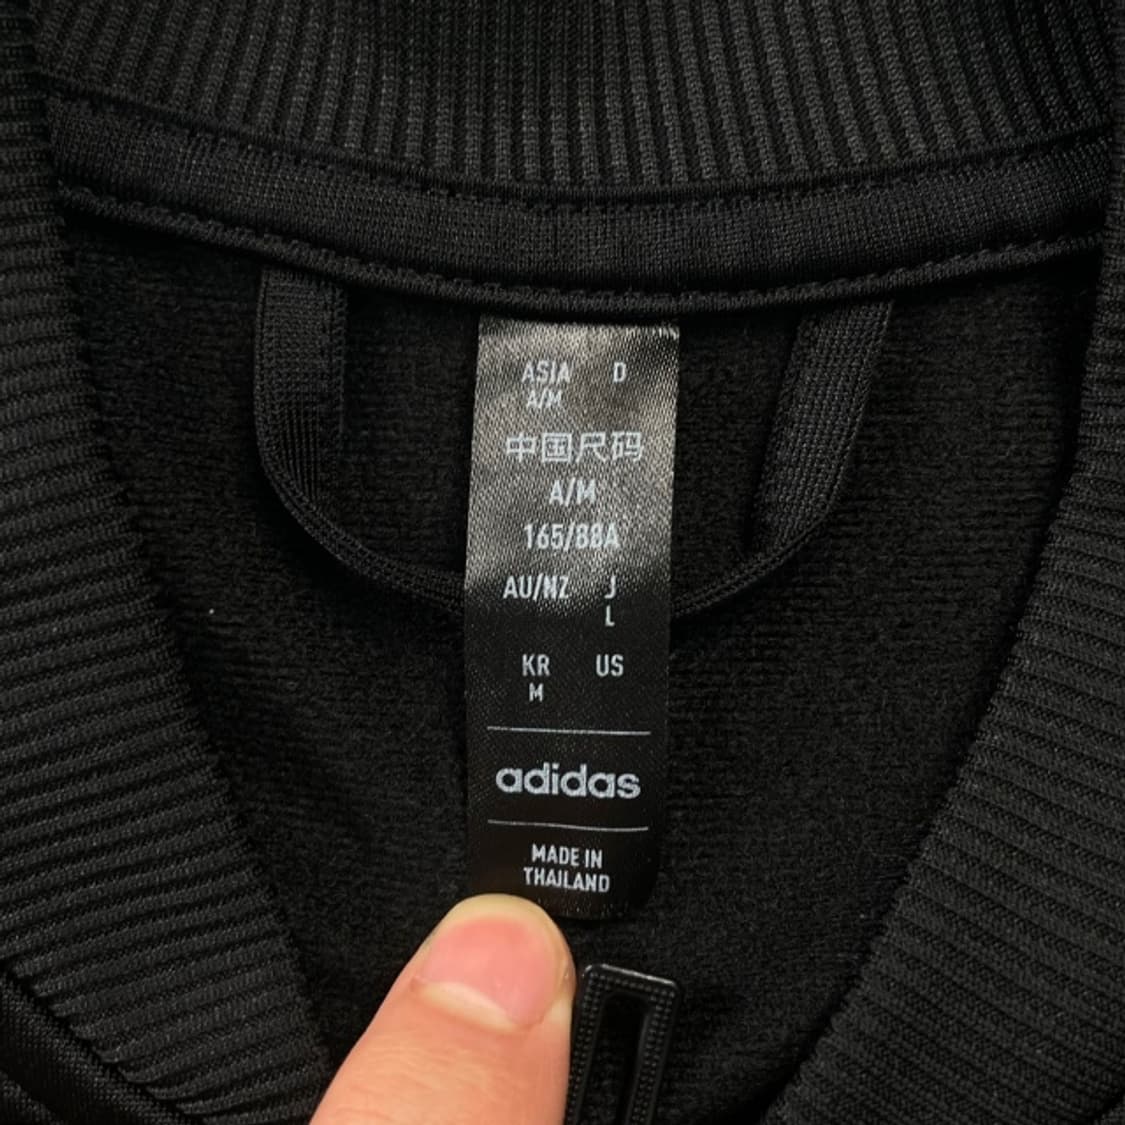 ASIA D
A/M
中国尺码
A/M
165/88A
AU/NZ J
L
KR US
M
adidas
MADE IN
THAILAND